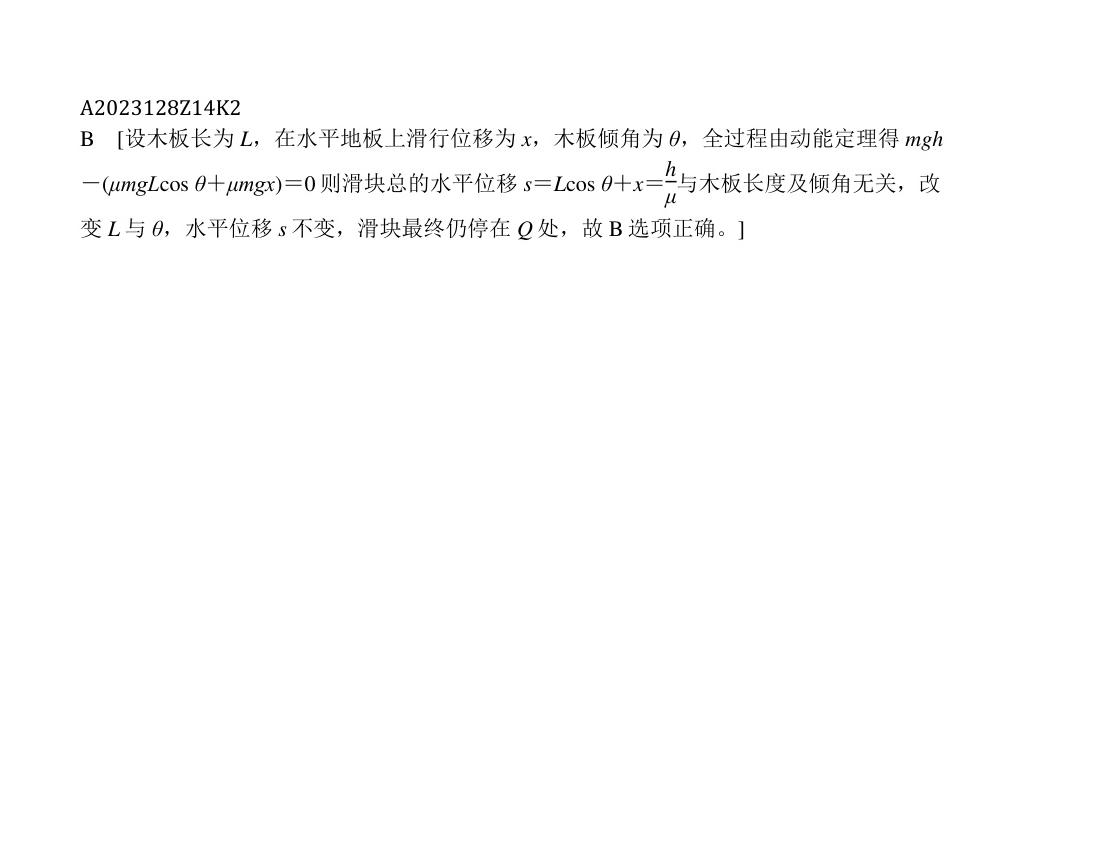 A2023128Z14K2
B [设木板长为 L，在水平地板上滑行位移为 x，木板倾角为 θ，全过程由动能定理得 mgh
－(μmgLcos θ＋μmgx)＝0 则滑块总的水平位移 s＝Lcos θ＋x＝h/μ与木板长度及倾角无关，改
变 L 与 θ，水平位移 s 不变，滑块最终仍停在 Q 处，故 B 选项正确。]